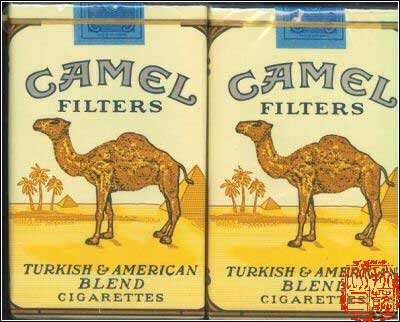 CAMEL
FILTERS
TURKISH & AMERICAN
BLEND
CIGARETTES
CAMEL
FILTERS
TURKISH & AMERICAN
BLEND
CIGARETTES